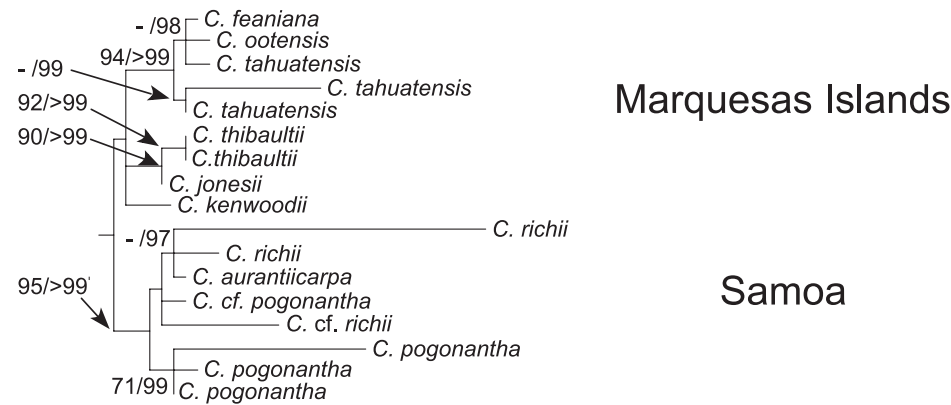 - /98
C. feaniana
C. ootensis
94/>99
C. tahuatensis
- /99
C. tahuatensis
92/>99
C. tahuatensis
Marquesas Islands
C. thibaultii
90/>99
C.thibaultii
C. jonesii
C. kenwoodii
C. richii
- /97
C. richii
C. aurantiicarpa
95/>99
C. cf. pogonantha
Samoa
C. cf. richii
C. pogonantha
C. pogonantha
71/99
C. pogonantha